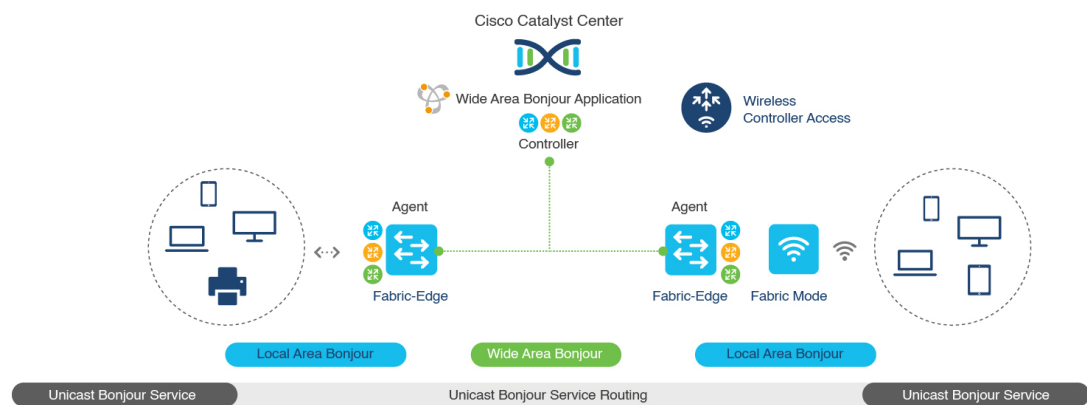 Cisco Catalyst Center
Wide Area Bonjour Application
Controller
Wireless
Controller Access
Agent
Agent
Fabric-Edge
Fabric-Edge
Fabric Mode
Local Area Bonjour
Wide Area Bonjour
Local Area Bonjour
Unicast Bonjour Service
Unicast Bonjour Service Routing
Unicast Bonjour Service